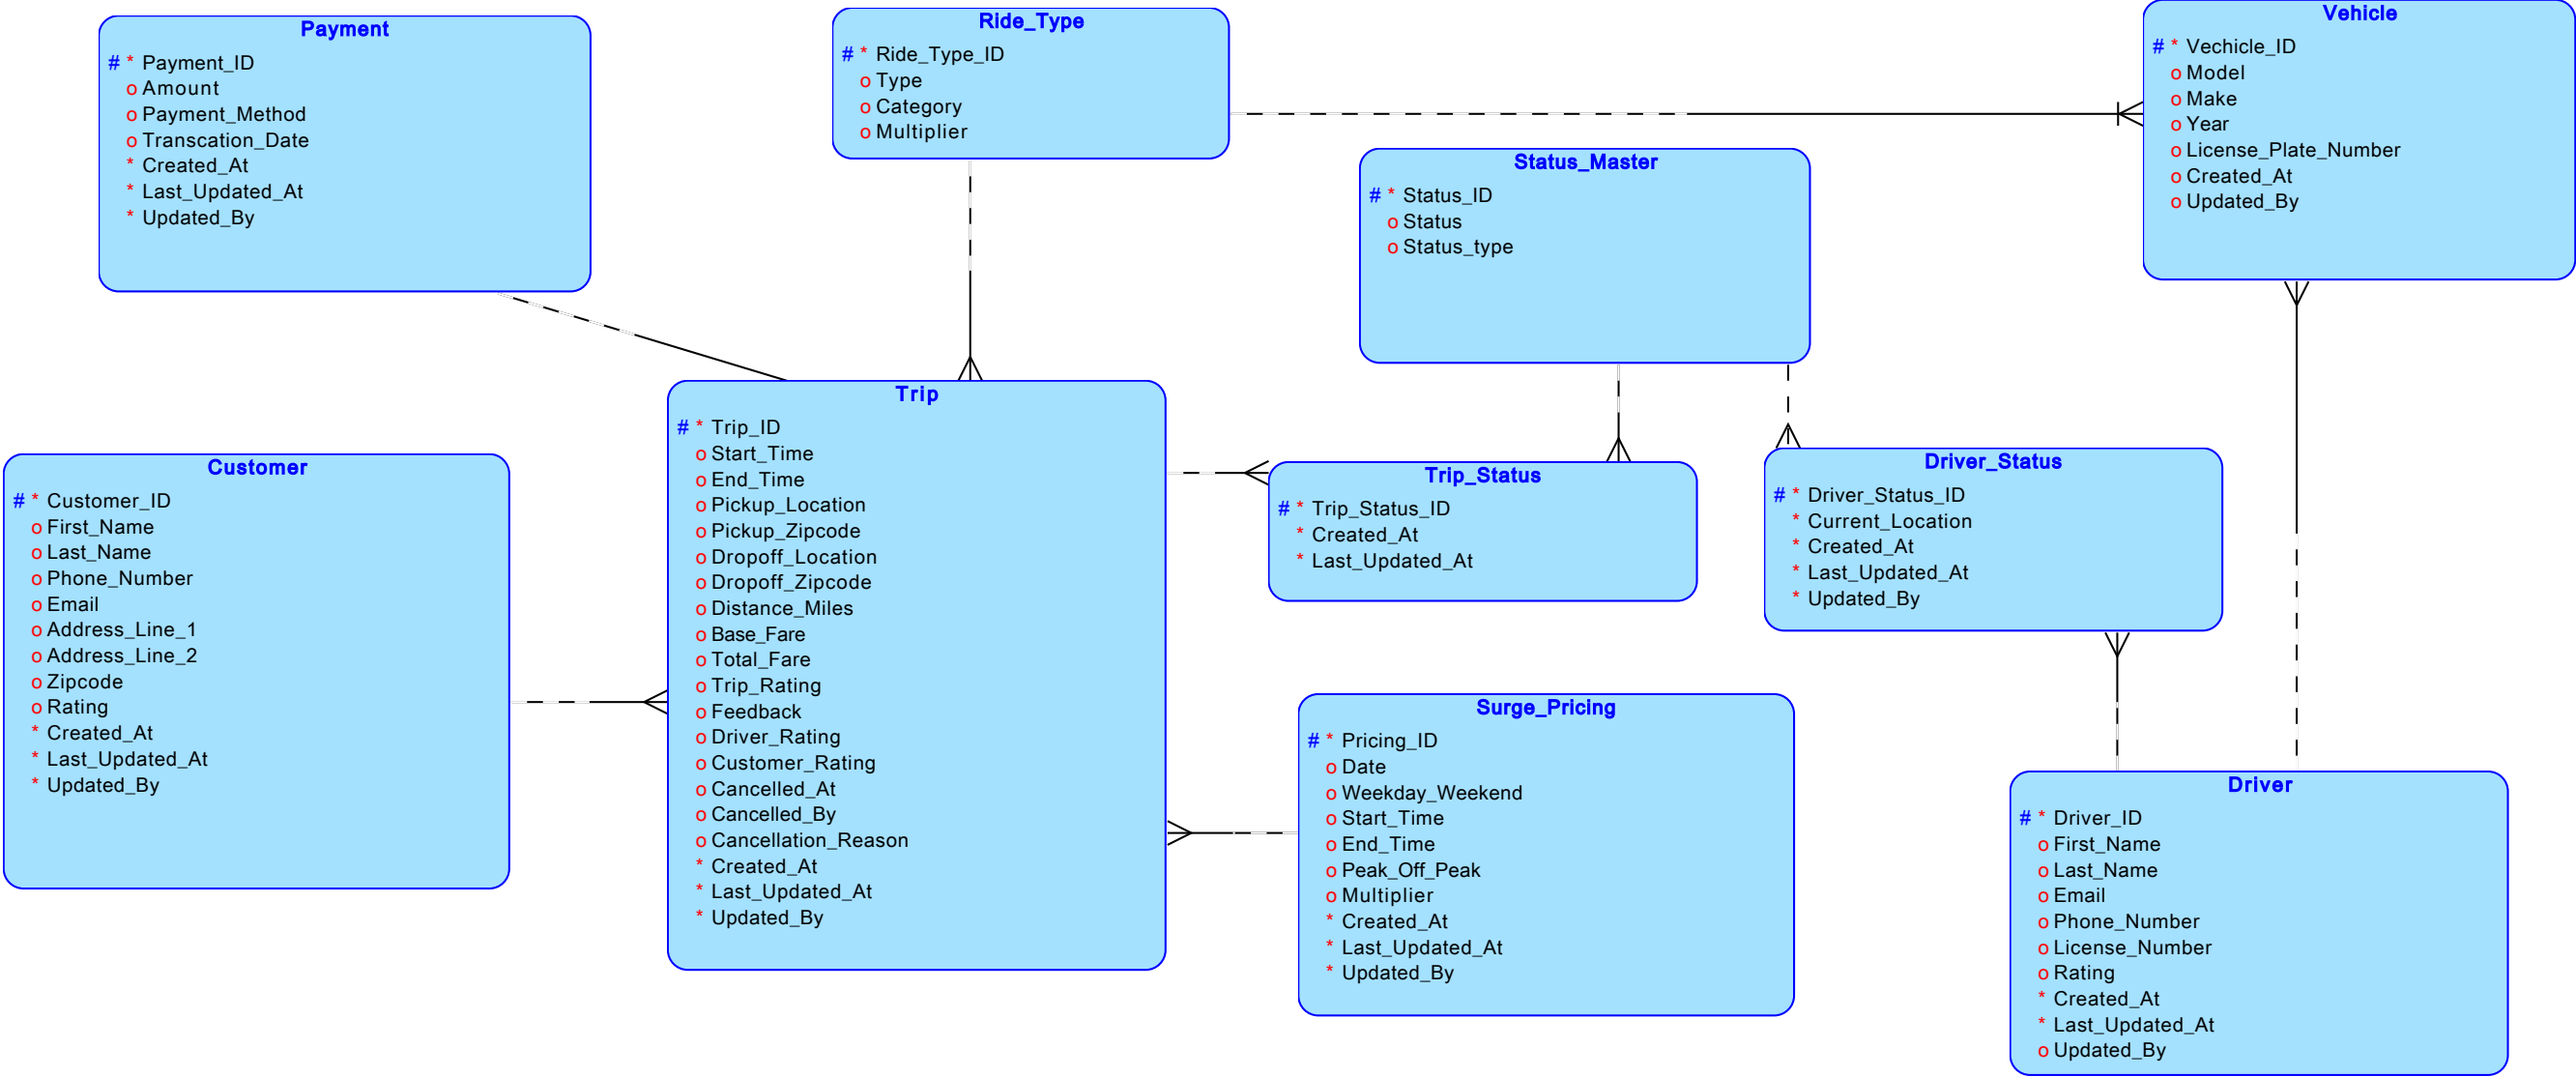 Payment
# * Payment_ID
o Amount
o Payment_Method
o Transcation_Date
* Created_At
* Last_Updated_At
* Updated_By
Ride_Type
# * Ride_Type_ID
o Type
o Category
o Multiplier
Vehicle
# * Vechicle_ID
o Model
o Make
o Year
o License_Plate_Number
o Created_At
o Updated_By
Status_Master
# * Status_ID
o Status
o Status_type
Trip
# * Trip_ID
o Start_Time
o End_Time
o Pickup_Location
o Pickup_Zipcode
o Dropoff_Location
o Dropoff_Zipcode
o Distance_Miles
o Base_Fare
o Total_Fare
o Trip_Rating
o Feedback
o Driver_Rating
o Customer_Rating
o Cancelled_At
o Cancelled_By
o Cancellation_Reason
* Created_At
* Last_Updated_At
* Updated_By
Customer
# * Customer_ID
o First_Name
o Last_Name
o Phone_Number
o Email
o Address_Line_1
o Address_Line_2
o Zipcode
o Rating
* Created_At
* Last_Updated_At
* Updated_By
Trip_Status
# * Trip_Status_ID
* Created_At
* Last_Updated_At
Driver_Status
# * Driver_Status_ID
* Current_Location
* Created_At
* Last_Updated_At
* Updated_By
Surge_Pricing
# * Pricing_ID
o Date
o Weekday_Weekend
o Start_Time
o End_Time
o Peak_Off_Peak
o Multiplier
* Created_At
* Last_Updated_At
* Updated_By
Driver
# * Driver_ID
o First_Name
o Last_Name
o Email
o Phone_Number
o License_Number
o Rating
* Created_At
* Last_Updated_At
o Updated_By